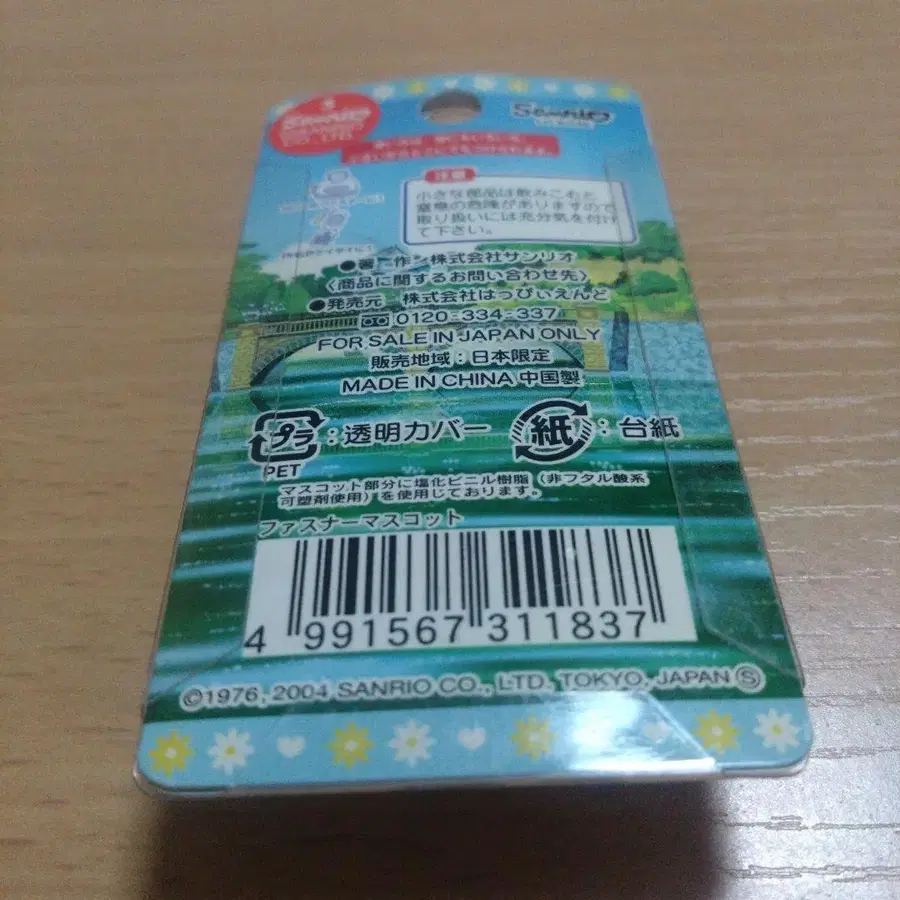 Sanrio
Sanrio
CO., LTD.
注意
小さな部品は飲みこむと
窒息の危険がありますので
取り扱いには充分気を付け
て下さい。
●著 作/株式会社サンリオ
〈商品に関するお問い合わせ先〉
●発売元 株式会社はっぴぃえんど
0120-334-337
FOR SALE IN JAPAN ONLY
販売地域:日本限定
MADE IN CHINA 中国製
プラ:透明カバー 紙:台紙
PET
マスコット部分に塩化ビニル樹脂(非フタル酸系
可塑剤使用)を使用しております。
ファスナーマスコット
4 991567 311837
©1976, 2004 SANRIO CO., LTD. TOKYO, JAPAN Ⓢ